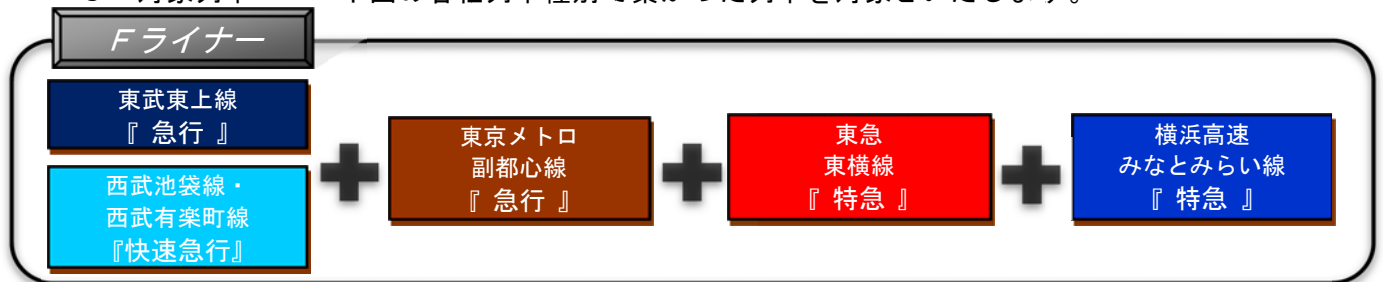 Fライナー
東武東上線
『 急行 』
西武池袋線・
西武有楽町線
『快速急行』
東京メトロ
副都心線
『 急行 』
東急
東横線
『 特急 』
横浜高速
みなとみらい線
『 特急 』